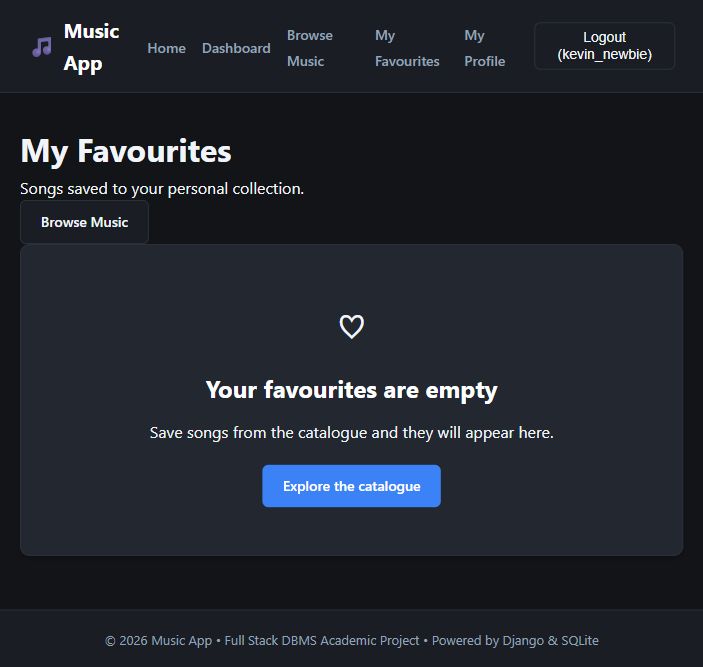 Music
App
Home
Dashboard
Browse
Music
My
Favourites
My
Profile
Logout
(kevin_newbie)
My Favourites
Songs saved to your personal collection.
Browse Music
Your favourites are empty
Save songs from the catalogue and they will appear here.
Explore the catalogue
© 2026 Music App • Full Stack DBMS Academic Project • Powered by Django & SQLite